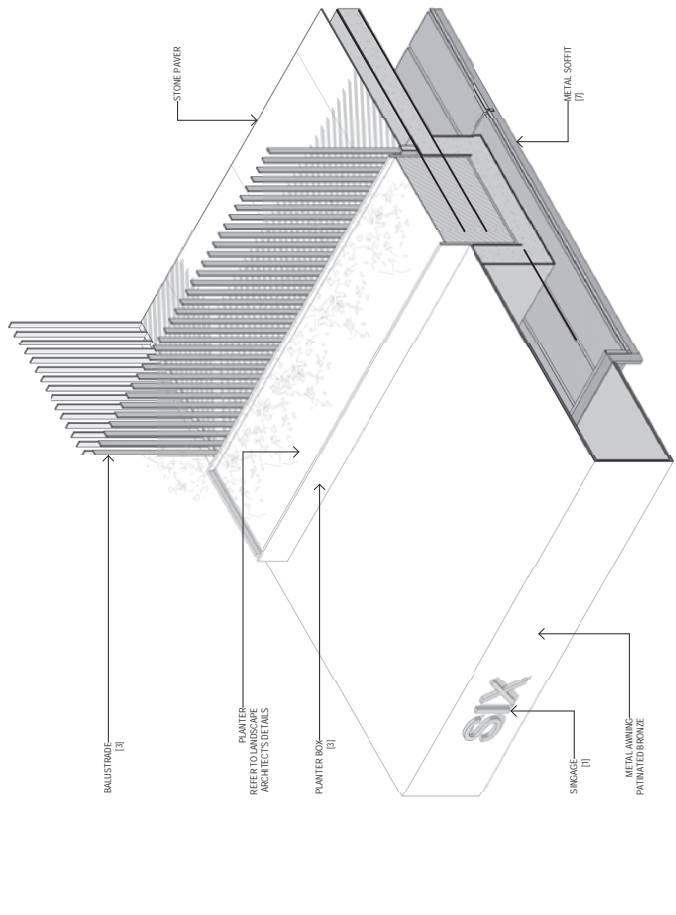 STONE PAVER
METAL SOFFIT
[7]
BALUSTRADE
[3]
PLANTER
REFER TO LANDSCAPE
ARCHITECT'S DETAILS
PLANTER BOX
[3]
SIX
SINGAGE
[1]
METAL AWNING
PATINATED BRONZE